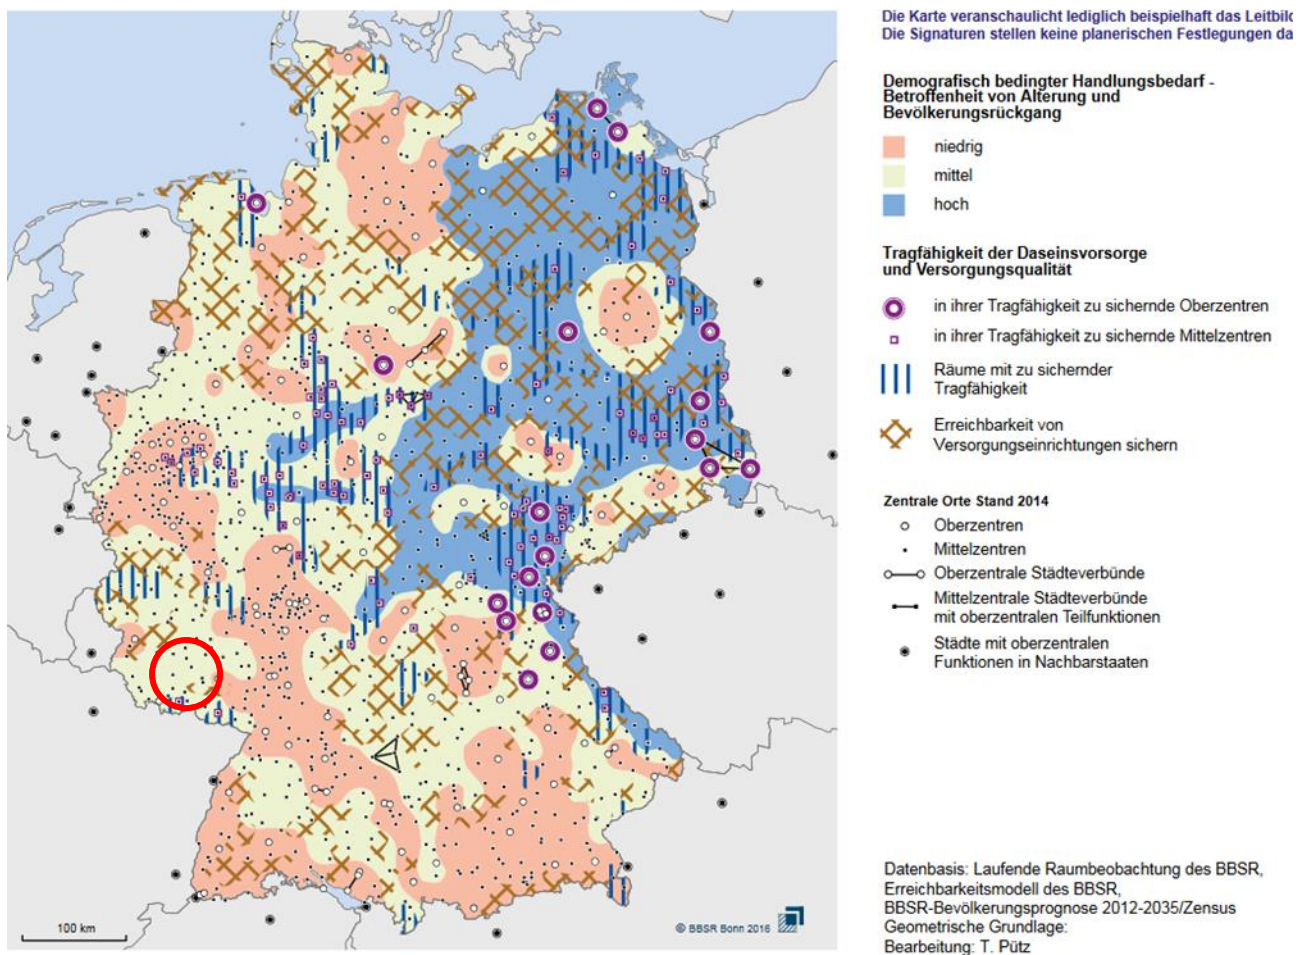 Die Karte veranschaulicht lediglich beispielhaft das Leitbild
Die Signaturen stellen keine planerischen Festlegungen da
Demografisch bedingter Handlungsbedarf -
Betroffenheit von Alterung und
Bevölkerungsrückgang
niedrig
mittel
hoch
Tragfähigkeit der Daseinsvorsorge
und Versorgungsqualität
in ihrer Tragfähigkeit zu sichernde Oberzentren
in ihrer Tragfähigkeit zu sichernde Mittelzentren
Räume mit zu sichernder
Tragfähigkeit
Erreichbarkeit von
Versorgungseinrichtungen sichern
Zentrale Orte Stand 2014
Oberzentren
Mittelzentren
Oberzentrale Städteverbünde
Mittelzentrale Städteverbünde
mit oberzentralen Teilfunktionen
Städte mit oberzentralen
Funktionen in Nachbarstaaten
Datenbasis: Laufende Raumbeobachtung des BBSR,
Erreichbarkeitsmodell des BBSR,
BBSR-Bevölkerungsprognose 2012-2035/Zensus
Geometrische Grundlage:
Bearbeitung: T. Pütz
100 km
© BBSR Bonn 2016